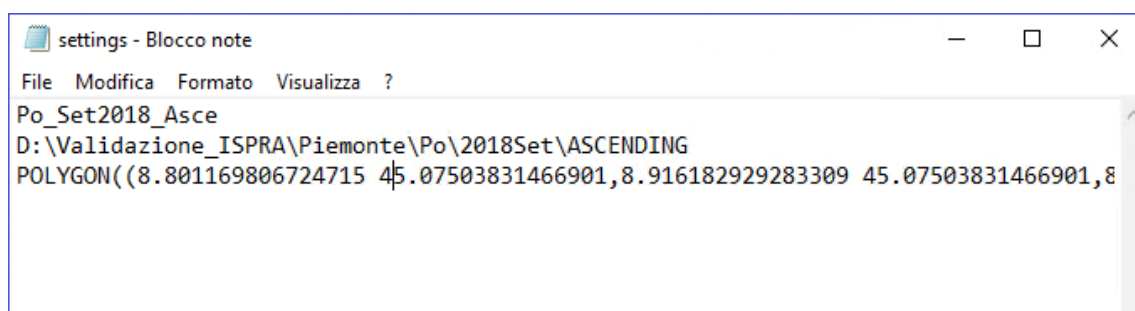 settings - Blocco note
File Modifica Formato Visualizza ?
Po_Set2018_Asce
D:\Validazione_ISPRA\Piemonte\Po\2018Set\ASCENDING
POLYGON((8.801169806724715 45.07503831466901,8.916182929283309 45.07503831466901,8